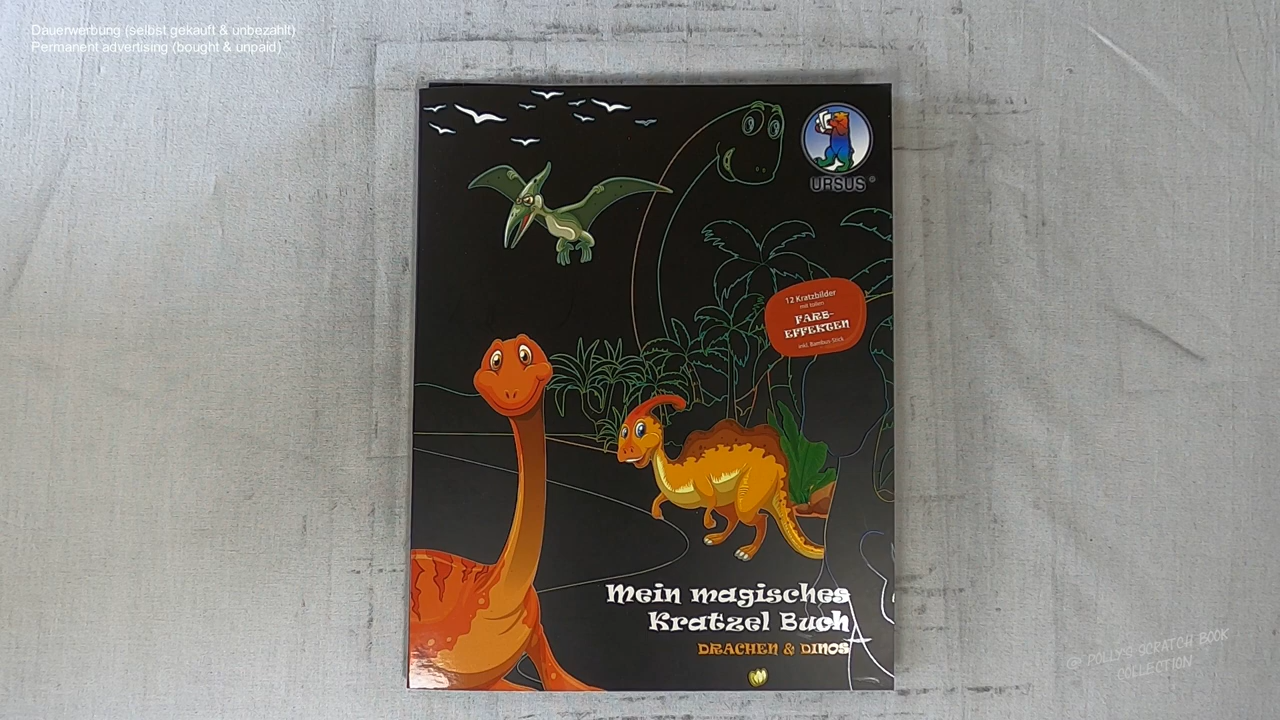 Dauerwerbung (selbst gekauft & unbezahlt)
Permanent advertising (bought & unpaid)
URSUS®
12 Kratzbilder
mit tollen
FARB-
EFFEKTEN
inkl. Bambus-Stick
Mein magisches
Kratzel Buch
DRACHEN & DINOS
SCRATCH BOOK
COLLECTION